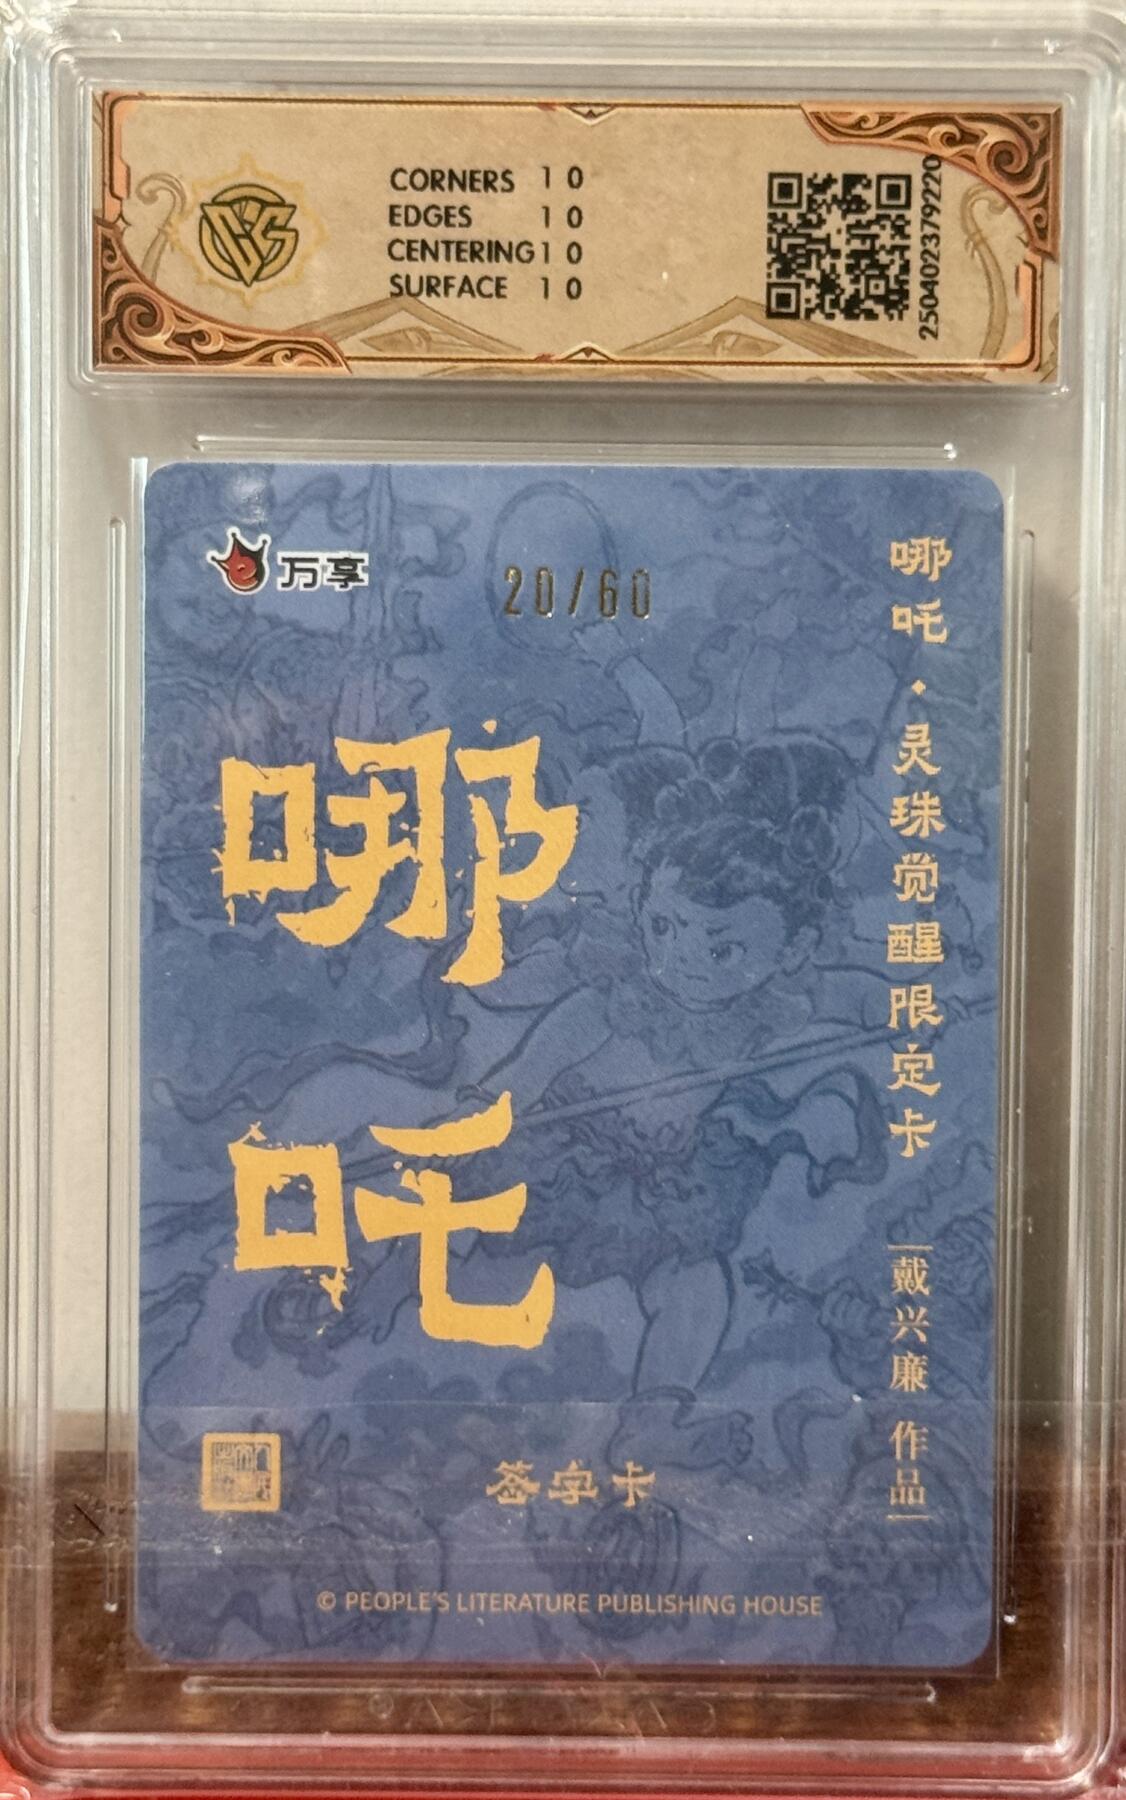 CORNERS 10
EDGES 10
CENTERING 10
SURFACE 10
250402379220
万享
20/60
哪吒
哪吒·灵珠觉醒限定卡
戴兴廉 作品
签字卡
© PEOPLE'S LITERATURE PUBLISHING HOUSE